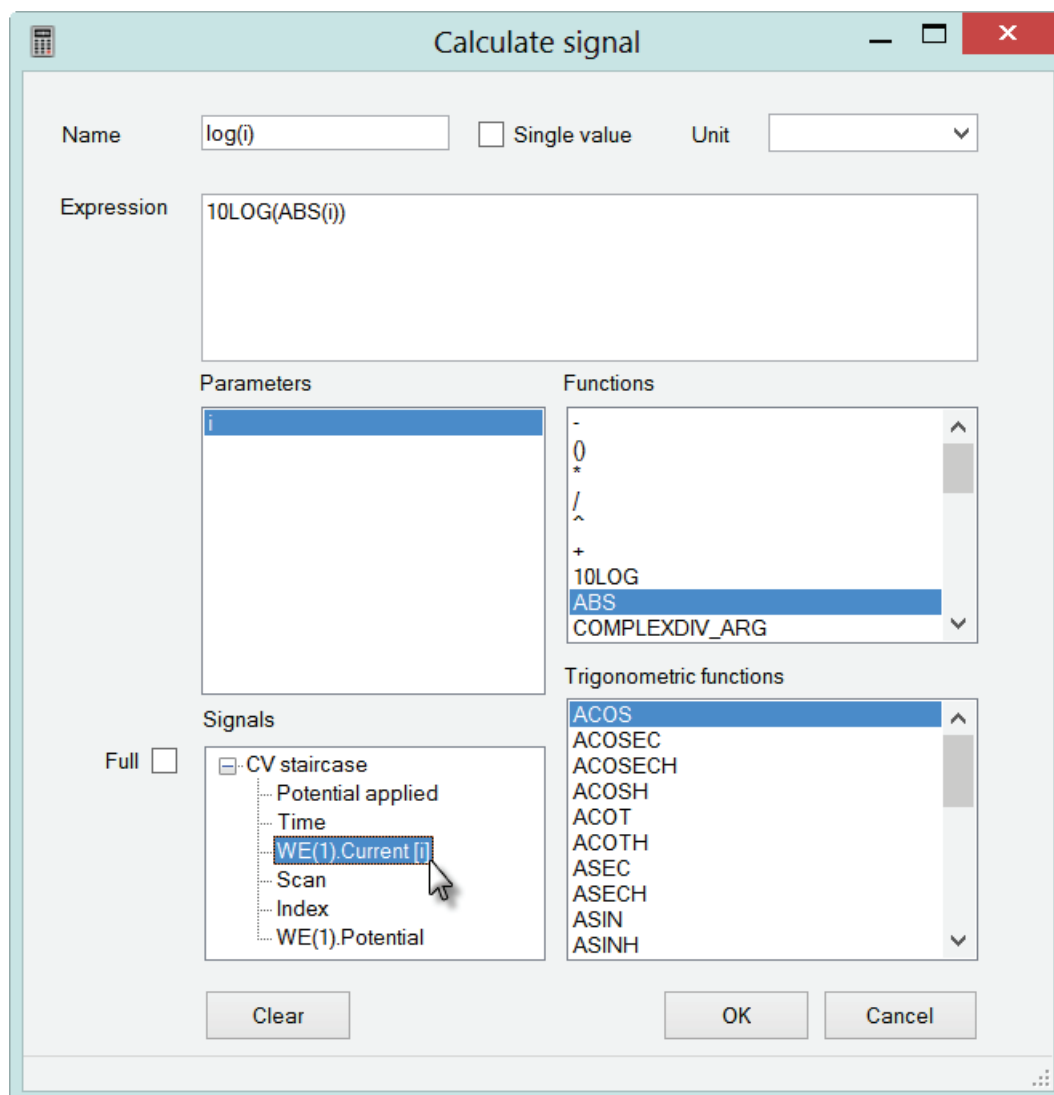 Calculate signal
Name log(i) Single value Unit
Expression 10LOG(ABS(i))
Parameters Functions
i
-
()
*
/
^
+
10LOG
ABS
COMPLEXDIV_ARG
Trigonometric functions
ACOS
ACOSEC
ACOSECH
ACOSH
ACOT
ACOTH
ASEC
ASECH
ASIN
ASINH
Signals
Full
CV staircase
Potential applied
Time
WE(1).Current [i]
Scan
Index
WE(1).Potential
Clear OK Cancel